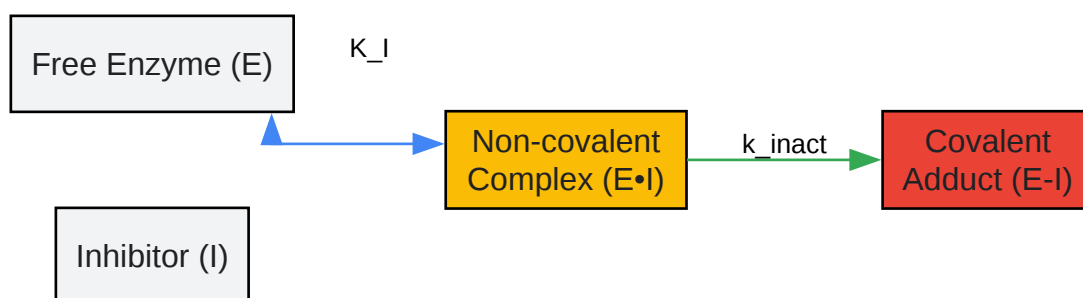 Free Enzyme (E)
K_I
Non-covalent
Complex (E•I)
k_inact
Covalent
Adduct (E-I)
Inhibitor (I)